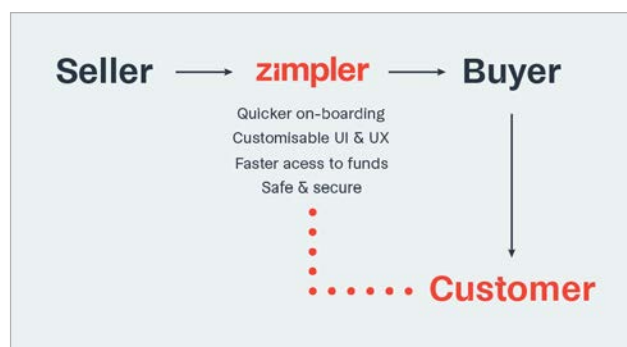 Seller
zimpler
Buyer
Quicker on-boarding
Customisable UI & UX
Faster acess to funds
Safe & secure
Customer